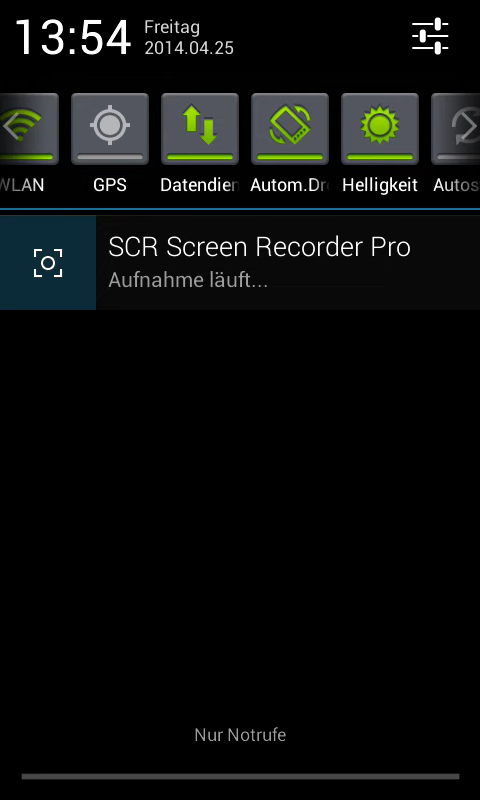 13:54
Freitag
2014.04.25
WLAN GPS Datendien Autom.Dr Helligkeit Autos
SCR Screen Recorder Pro
Aufnahme läuft...
Nur Notrufe